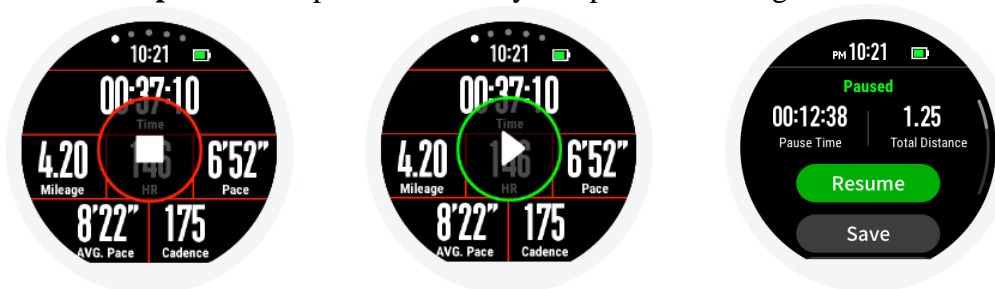 10:21
00:37:10
Time
4.20
146
6'52"
Mileage
HR
Pace
8'22"
175
AVG. Pace
Cadence
10:21
00:37:10
Time
4.20
146
6'52"
Mileage
HR
Pace
8'22"
175
AVG. Pace
Cadence
PM 10:21
Paused
00:12:38
1.25
Pause Time
Total Distance
Resume
Save